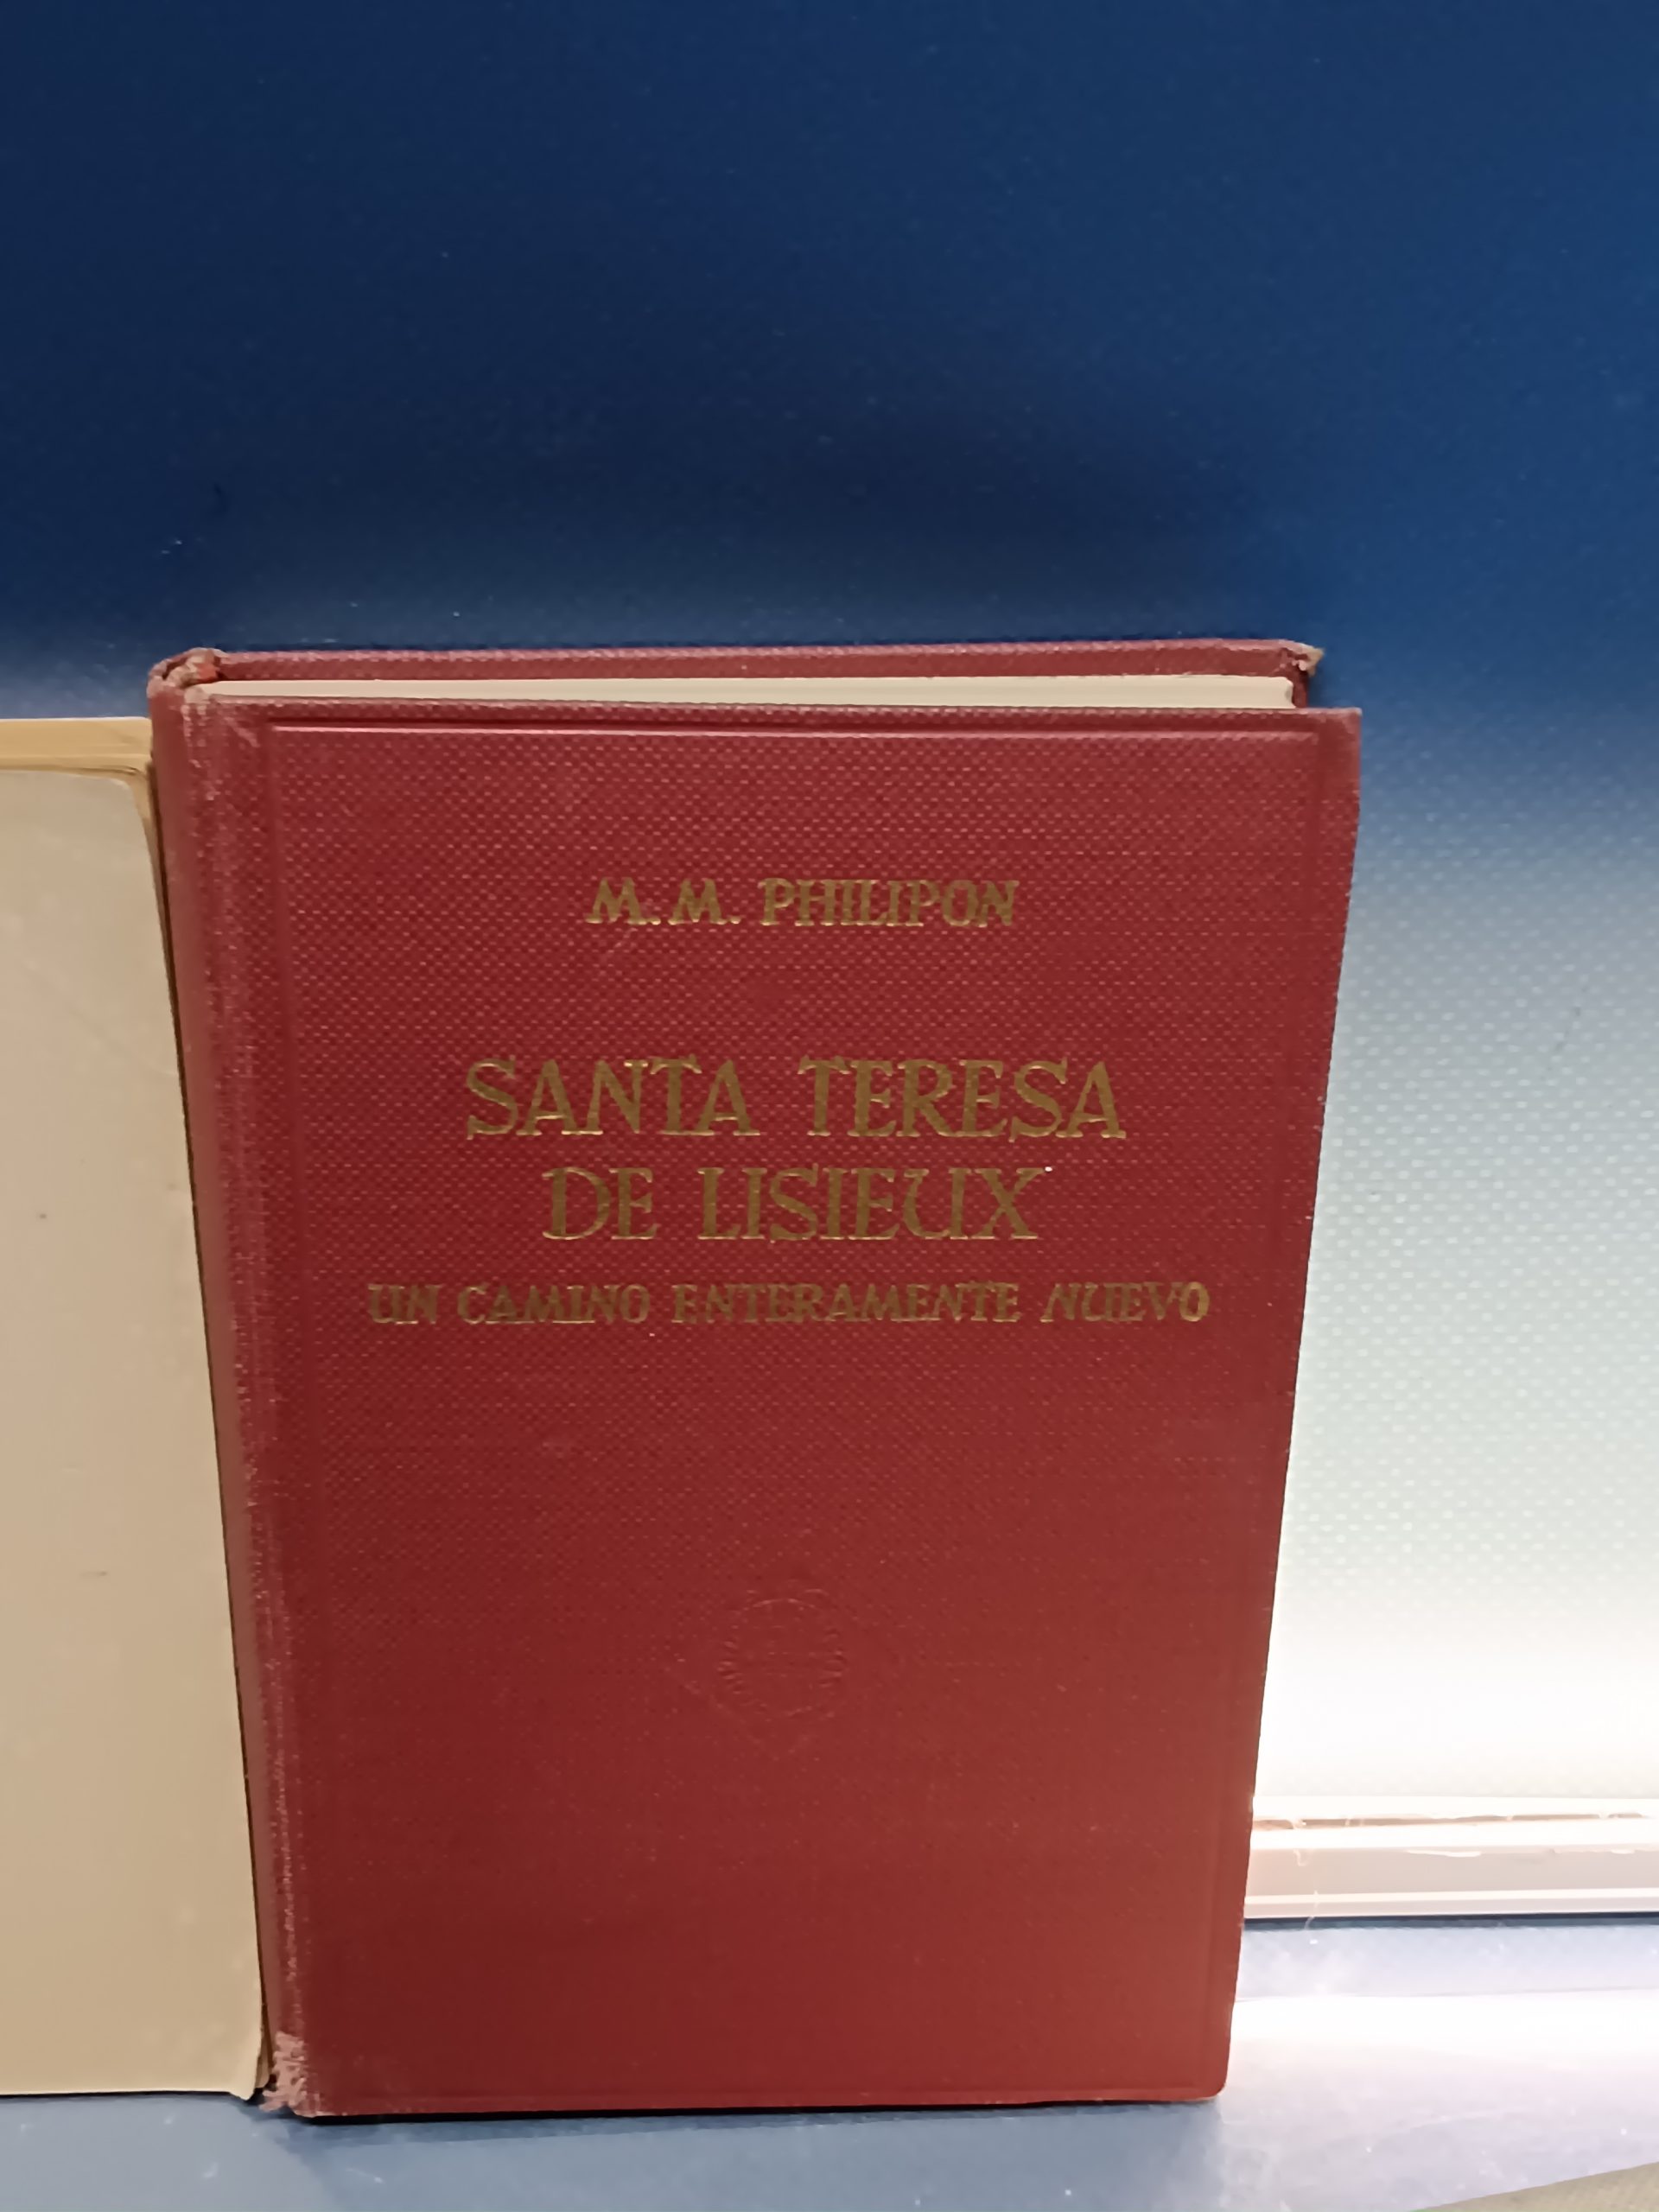 M. M. PHILIPON
SANTA TERESA
DE LISIEUX
UN CAMINO ENTERAMENTE NUEVO